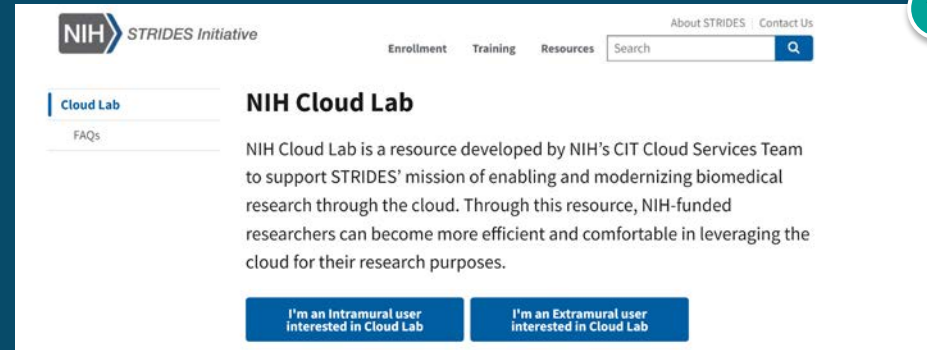 NIH STRIDES Initiative
About STRIDES | Contact Us
Enrollment Training Resources Search
Cloud Lab
FAQs
NIH Cloud Lab
NIH Cloud Lab is a resource developed by NIH's CIT Cloud Services Team
to support STRIDES' mission of enabling and modernizing biomedical
research through the cloud. Through this resource, NIH-funded
researchers can become more efficient and comfortable in leveraging the
cloud for their research purposes.
I'm an Intramural user
interested in Cloud Lab
I'm an Extramural user
interested in Cloud Lab